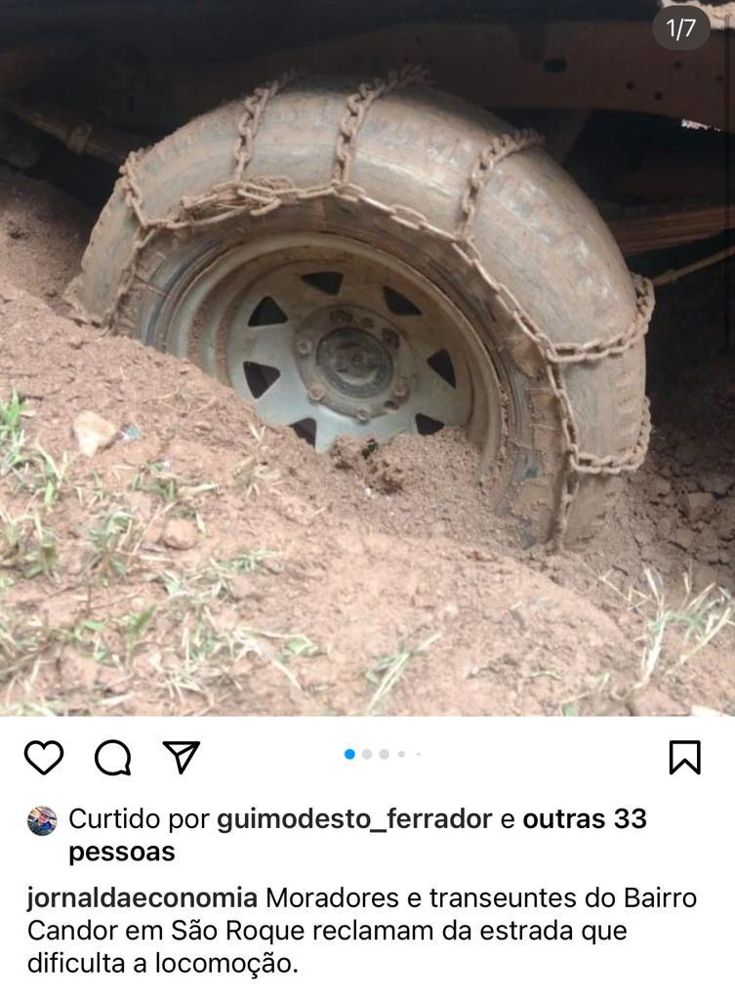 1/7
Curtido por guimodesto_ferrador e outras 33
pessoas
jornaldaeconomia Moradores e transeuntes do Bairro
Candor em São Roque reclamam da estrada que
dificulta a locomoção.